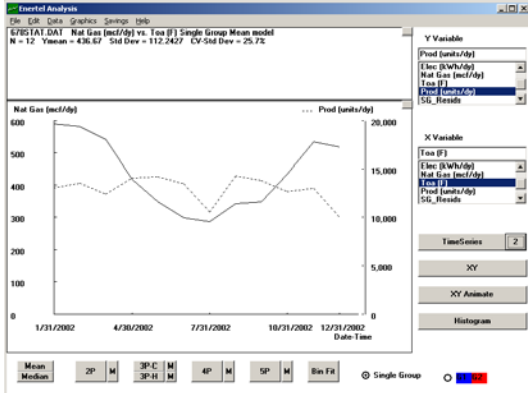 Enertel Analysis
File Edit Data Graphics Savings Help
678STAT.DAT Nat Gas (mcf/dy) vs. Toa (F) Single Group Mean model
N = 12 Ymean = 436.67 Std Dev = 112.2427 CV-Std Dev = 25.7%
Y Variable
Prod (units/dy)
Elec (kWh/dy)
Nat Gas (mcf/dy)
Toa (F)
Prod (units/dy)
SG_Resids
X Variable
Toa (F)
Elec (kWh/dy)
Nat Gas (mcf/dy)
Toa (F)
Prod (units/dy)
SG_Resids
TimeSeries 2
XY
XY Animate
Histogram
Nat Gas (mcf/dy) Prod (units/dy)
600 20,000
500
15,000
400
300 10,000
200
5,000
100
0 0
1/31/2002 4/30/2002 7/31/2002 10/31/2002 12/31/2002
Date-Time
Mean
Median
2P M
3P-C M
3P-H M
4P M
5P M
Bin Fit
Single Group
G1 G2